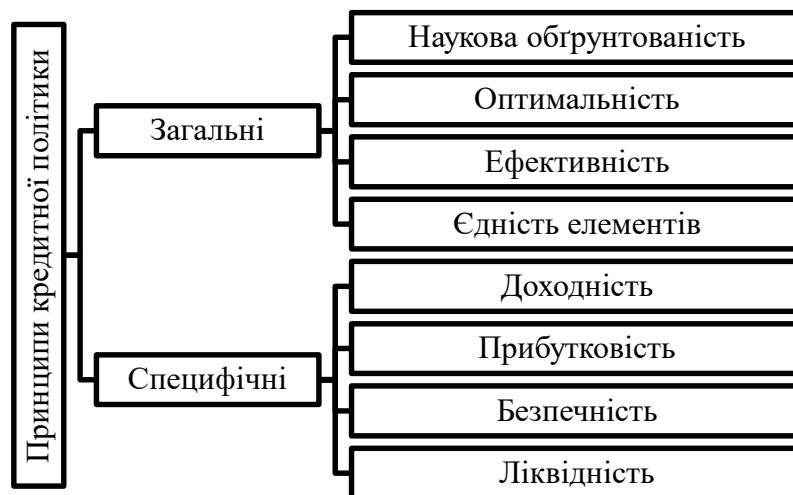 Принципи кредитної політики
Загальні
Наукова обґрунтованість
Оптимальність
Ефективність
Єдність елементів
Специфічні
Доходність
Прибутковість
Безпечність
Ліквідність